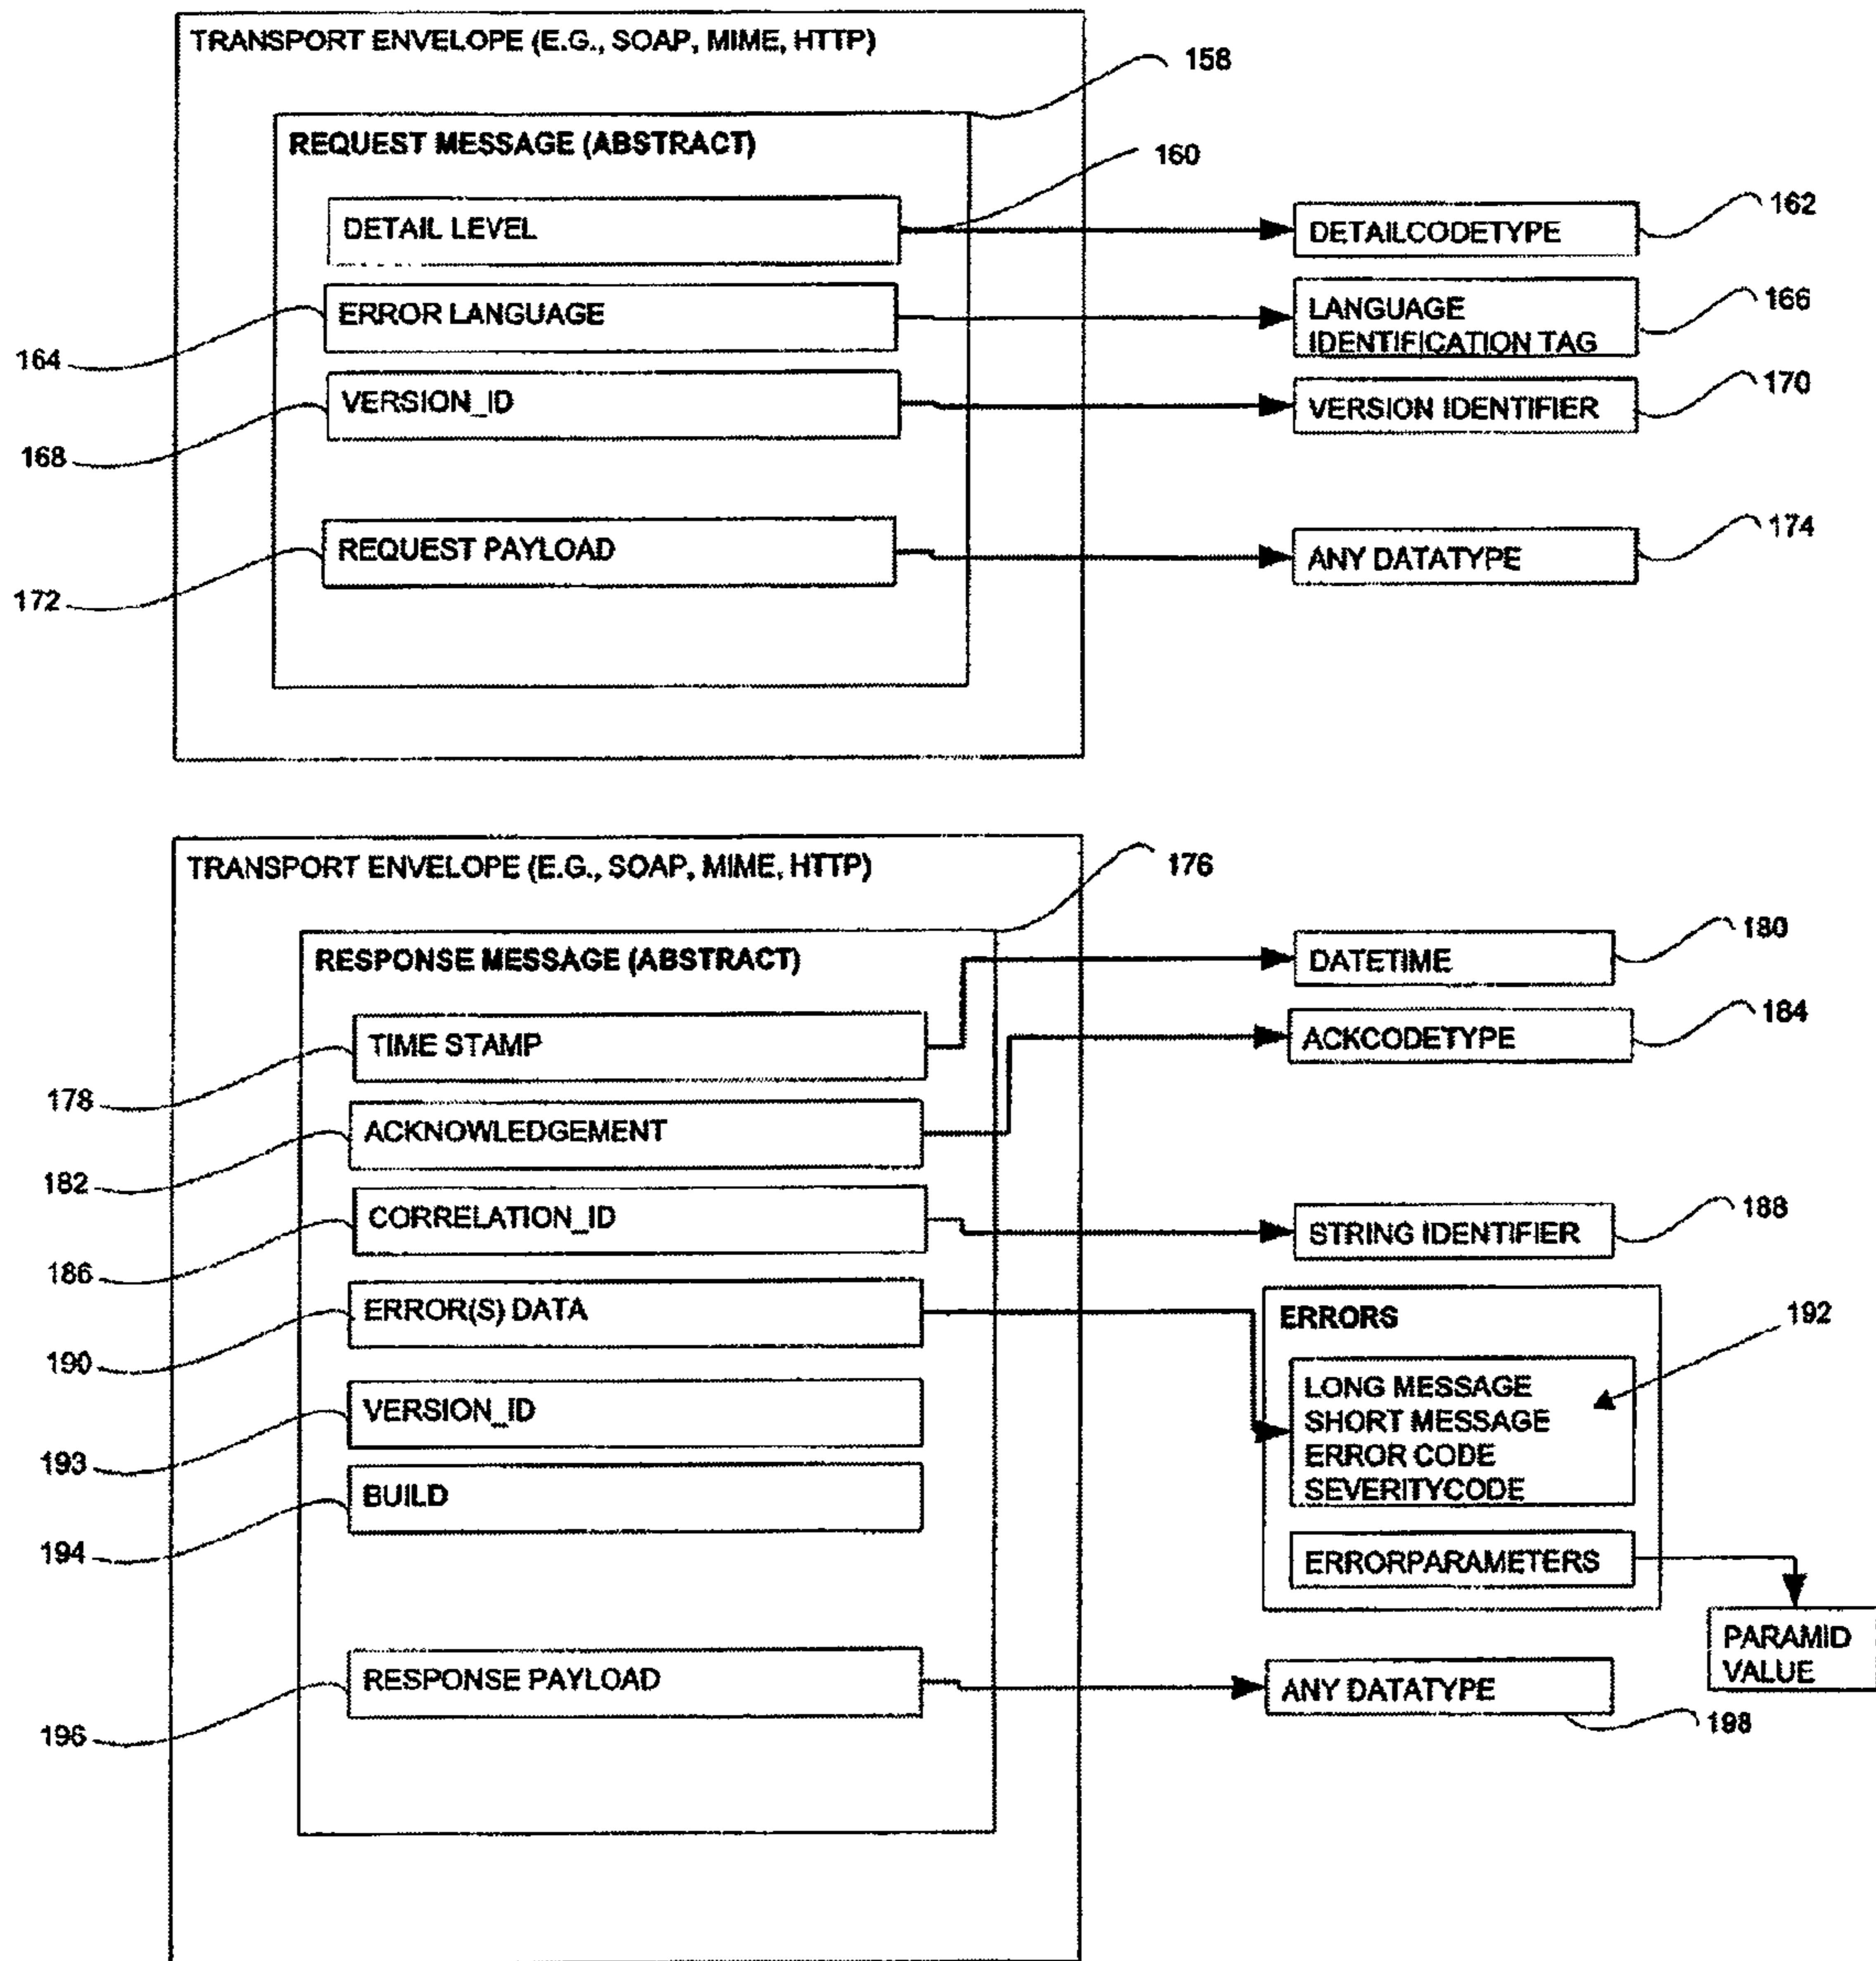 TRANSPORT ENVELOPE (E.G., SOAP, MIME, HTTP)
158
REQUEST MESSAGE (ABSTRACT)
160
DETAIL LEVEL
DETAILCODETYPE
162
164
ERROR LANGUAGE
LANGUAGE
IDENTIFICATION TAG
166
168
VERSION_ID
VERSION IDENTIFIER
170
172
REQUEST PAYLOAD
ANY DATATYPE
174
TRANSPORT ENVELOPE (E.G., SOAP, MIME, HTTP)
176
RESPONSE MESSAGE (ABSTRACT)
178
TIME STAMP
DATETIME
180
182
ACKNOWLEDGEMENT
ACKCODETYPE
184
186
CORRELATION_ID
STRING IDENTIFIER
188
190
ERROR(S) DATA
ERRORS
192
LONG MESSAGE
SHORT MESSAGE
ERROR CODE
SEVERITYCODE
193
VERSION_ID
194
BUILD
ERRORPARAMETERS
PARAMID
VALUE
196
RESPONSE PAYLOAD
ANY DATATYPE
198